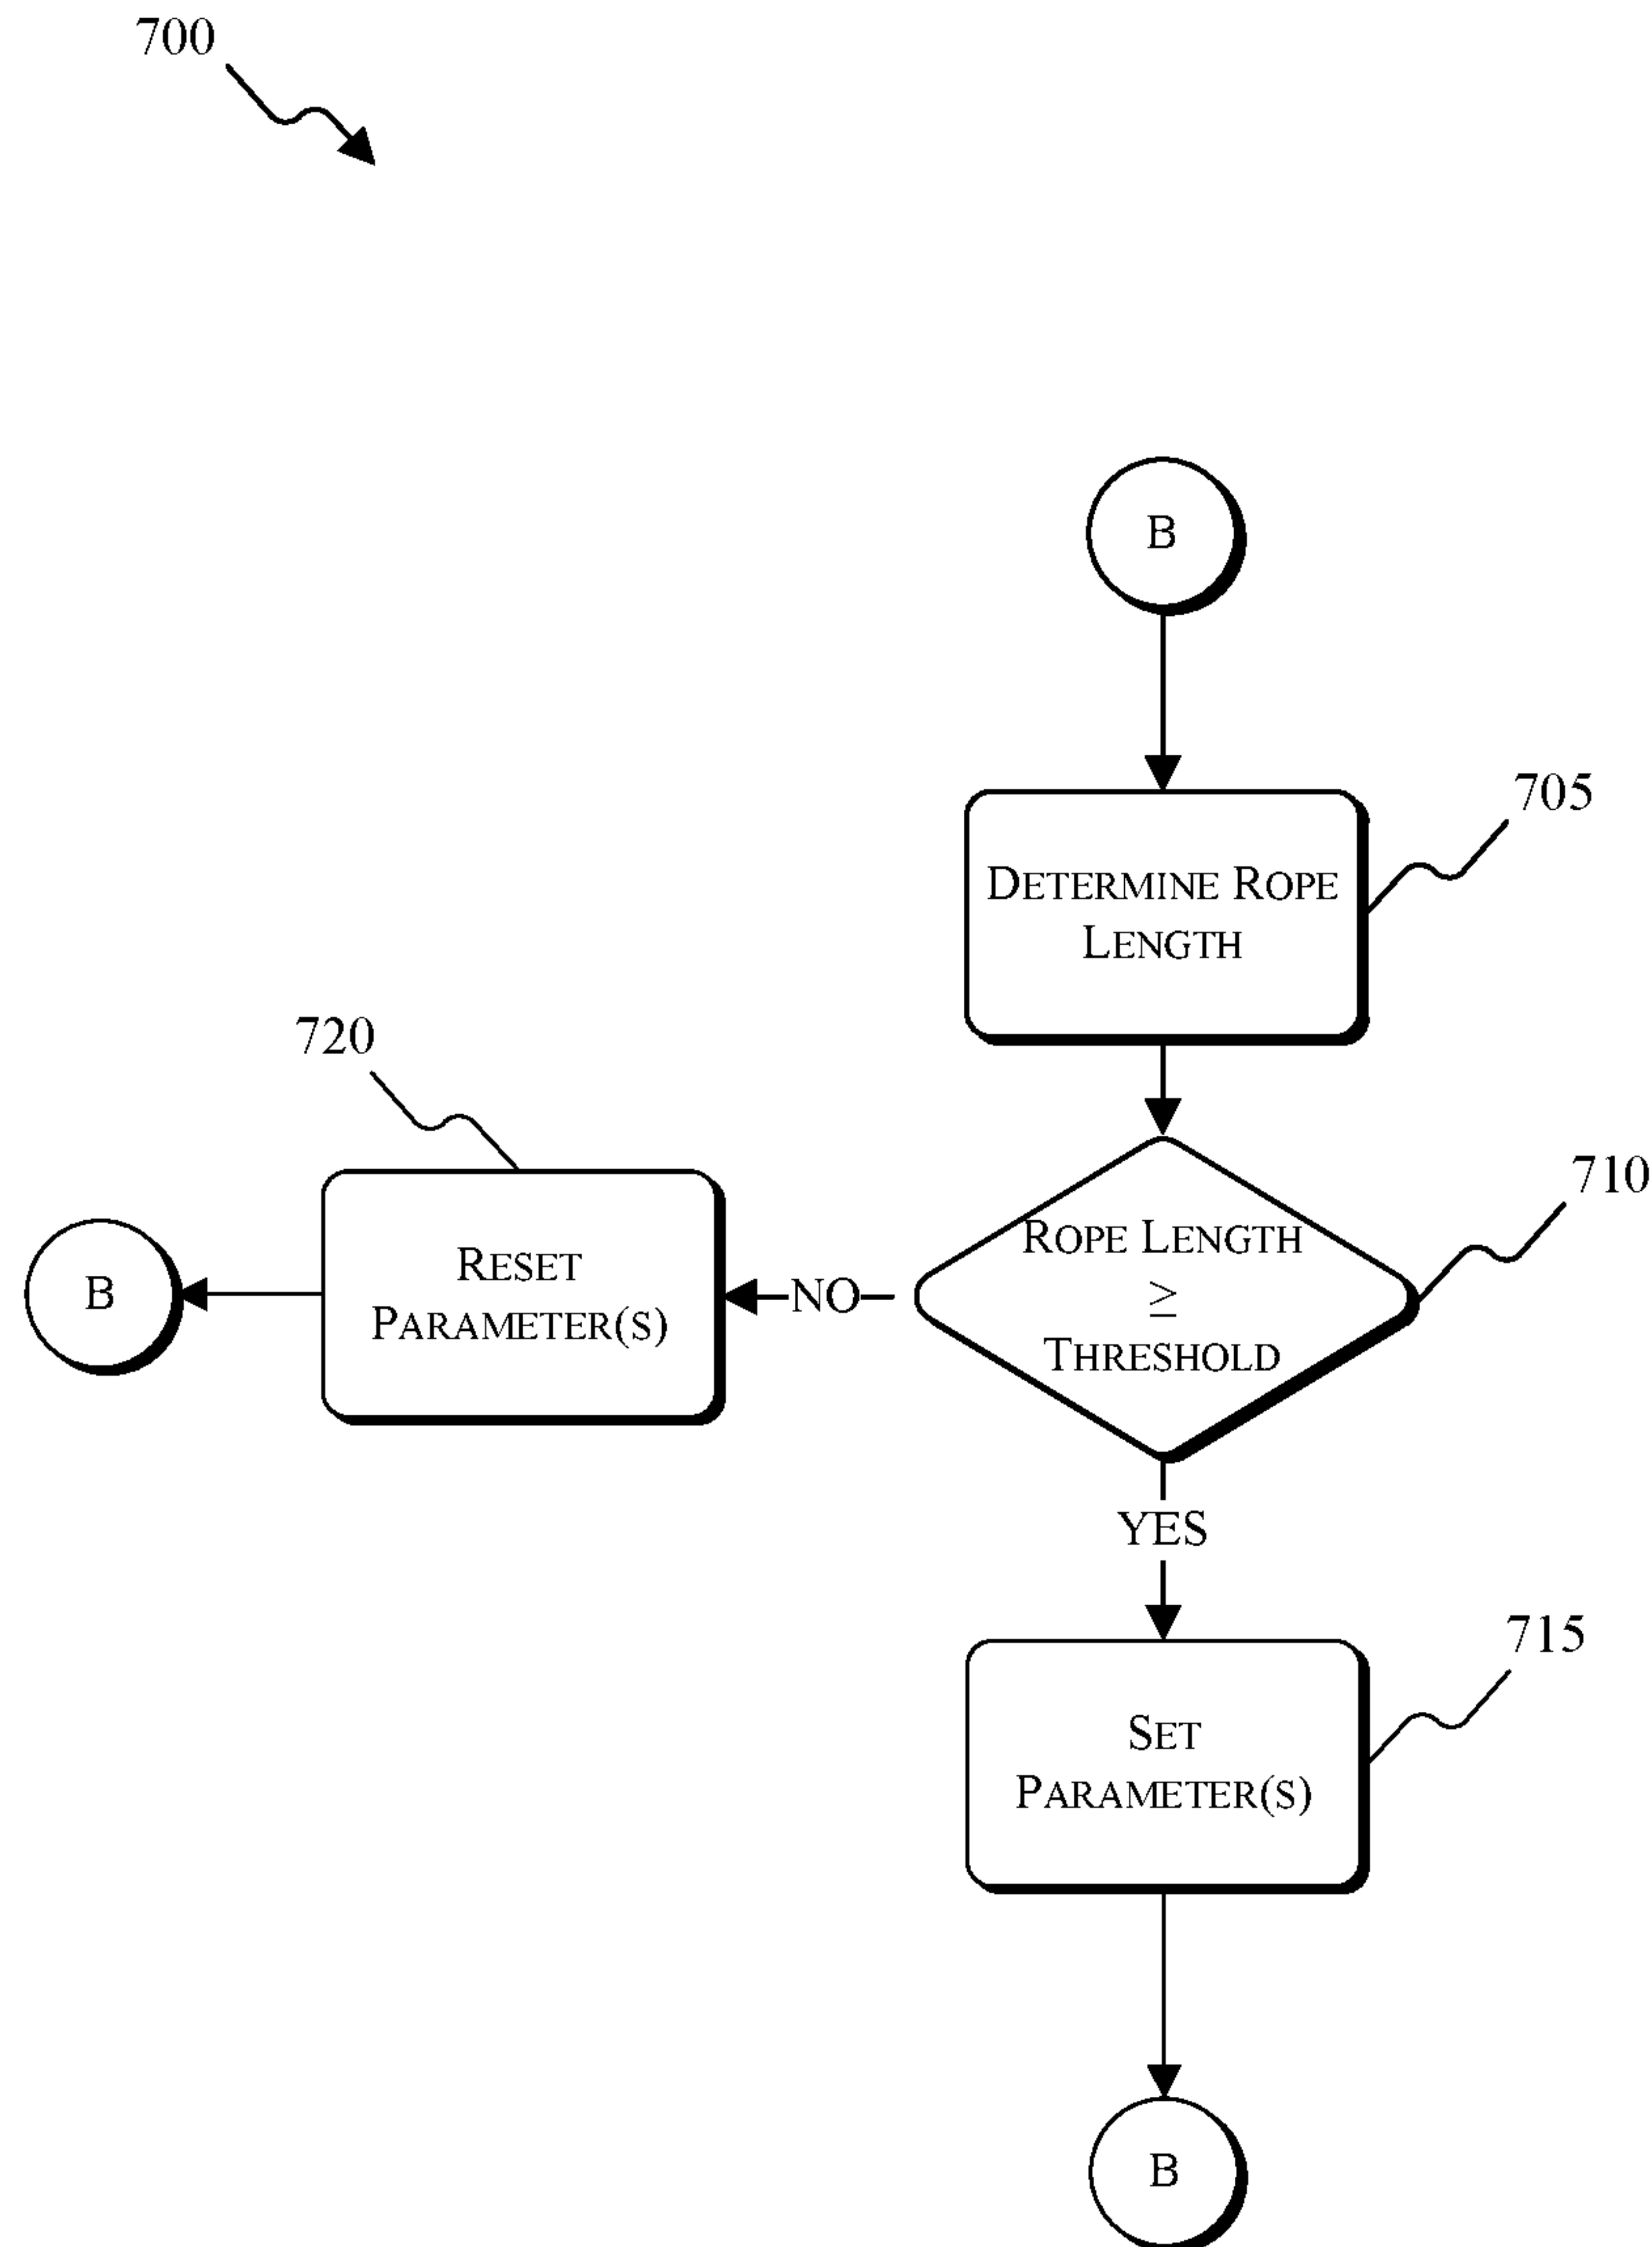 700
B
705
DETERMINE ROPE
LENGTH
720
710
ROPE LENGTH
≥
THRESHOLD
NO
RESET
PARAMETER(S)
B
YES
715
SET
PARAMETER(S)
B